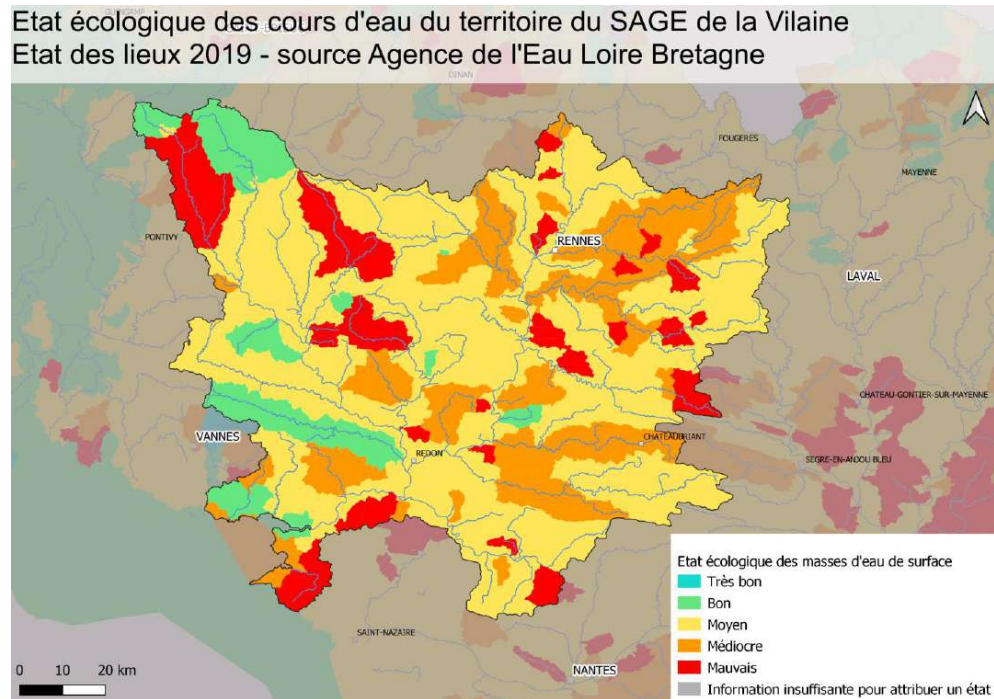 Etat écologique des cours d'eau du territoire du SAGE de la Vilaine
Etat des lieux 2019 - source Agence de l'Eau Loire Bretagne
DINAN
FOUGERES
MAYENNE
PONTIVY
RENNES
LAVAL
CHATEAU-GONTIER-SUR-MAYENNE
VANNES
CHATEAUBRIANT
REDON
SEGRE-EN-ANJOU BLEU
SAINT-NAZAIRE
NANTES
Etat écologique des masses d'eau de surface
Très bon
Bon
Moyen
Médiocre
Mauvais
Information insuffisante pour attribuer un état
0 10 20 km